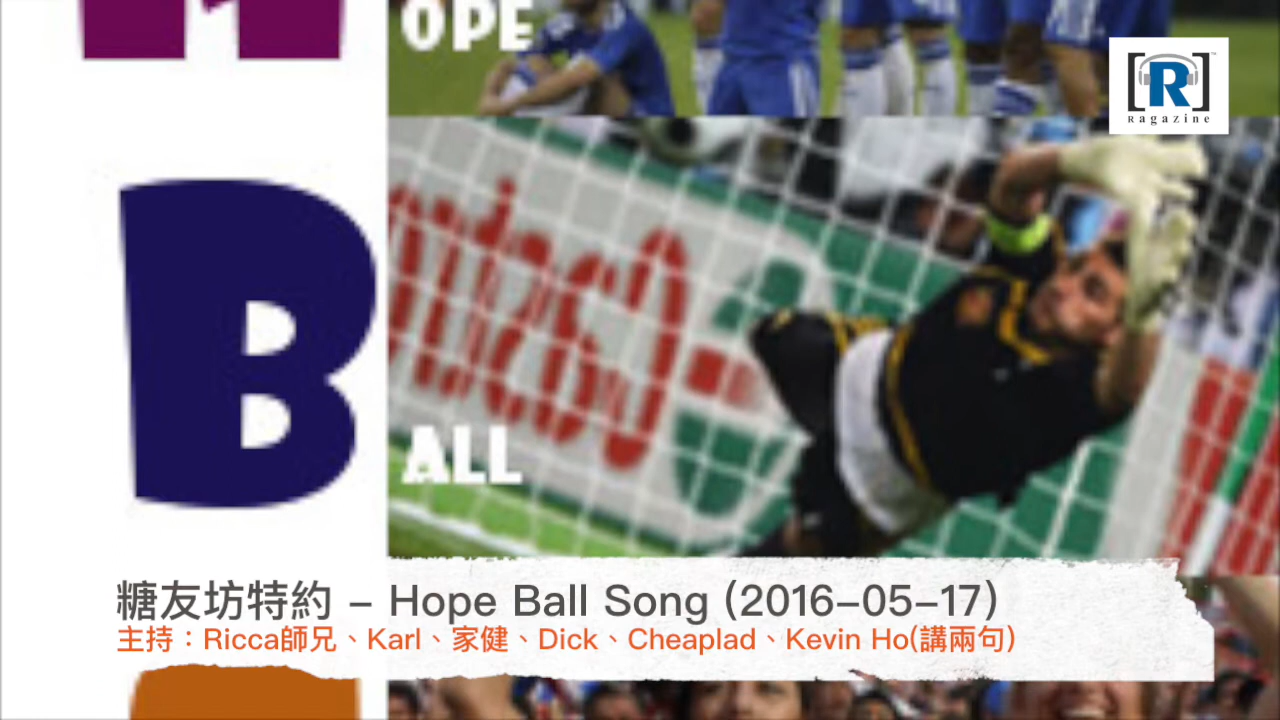 OPE
[R]
Ragazine
B
ALL
糖友坊特約 - Hope Ball Song (2016-05-17)
主持：Ricca師兄、Karl、家健、Dick、Cheaplad、Kevin Ho(講兩句)